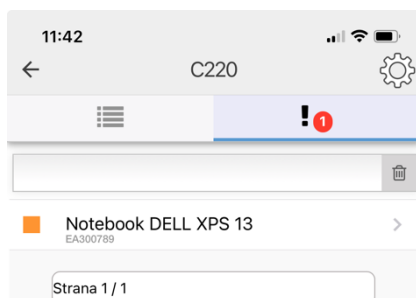 11:42
C220
! 1
Notebook DELL XPS 13
EA300789
Strana 1 / 1